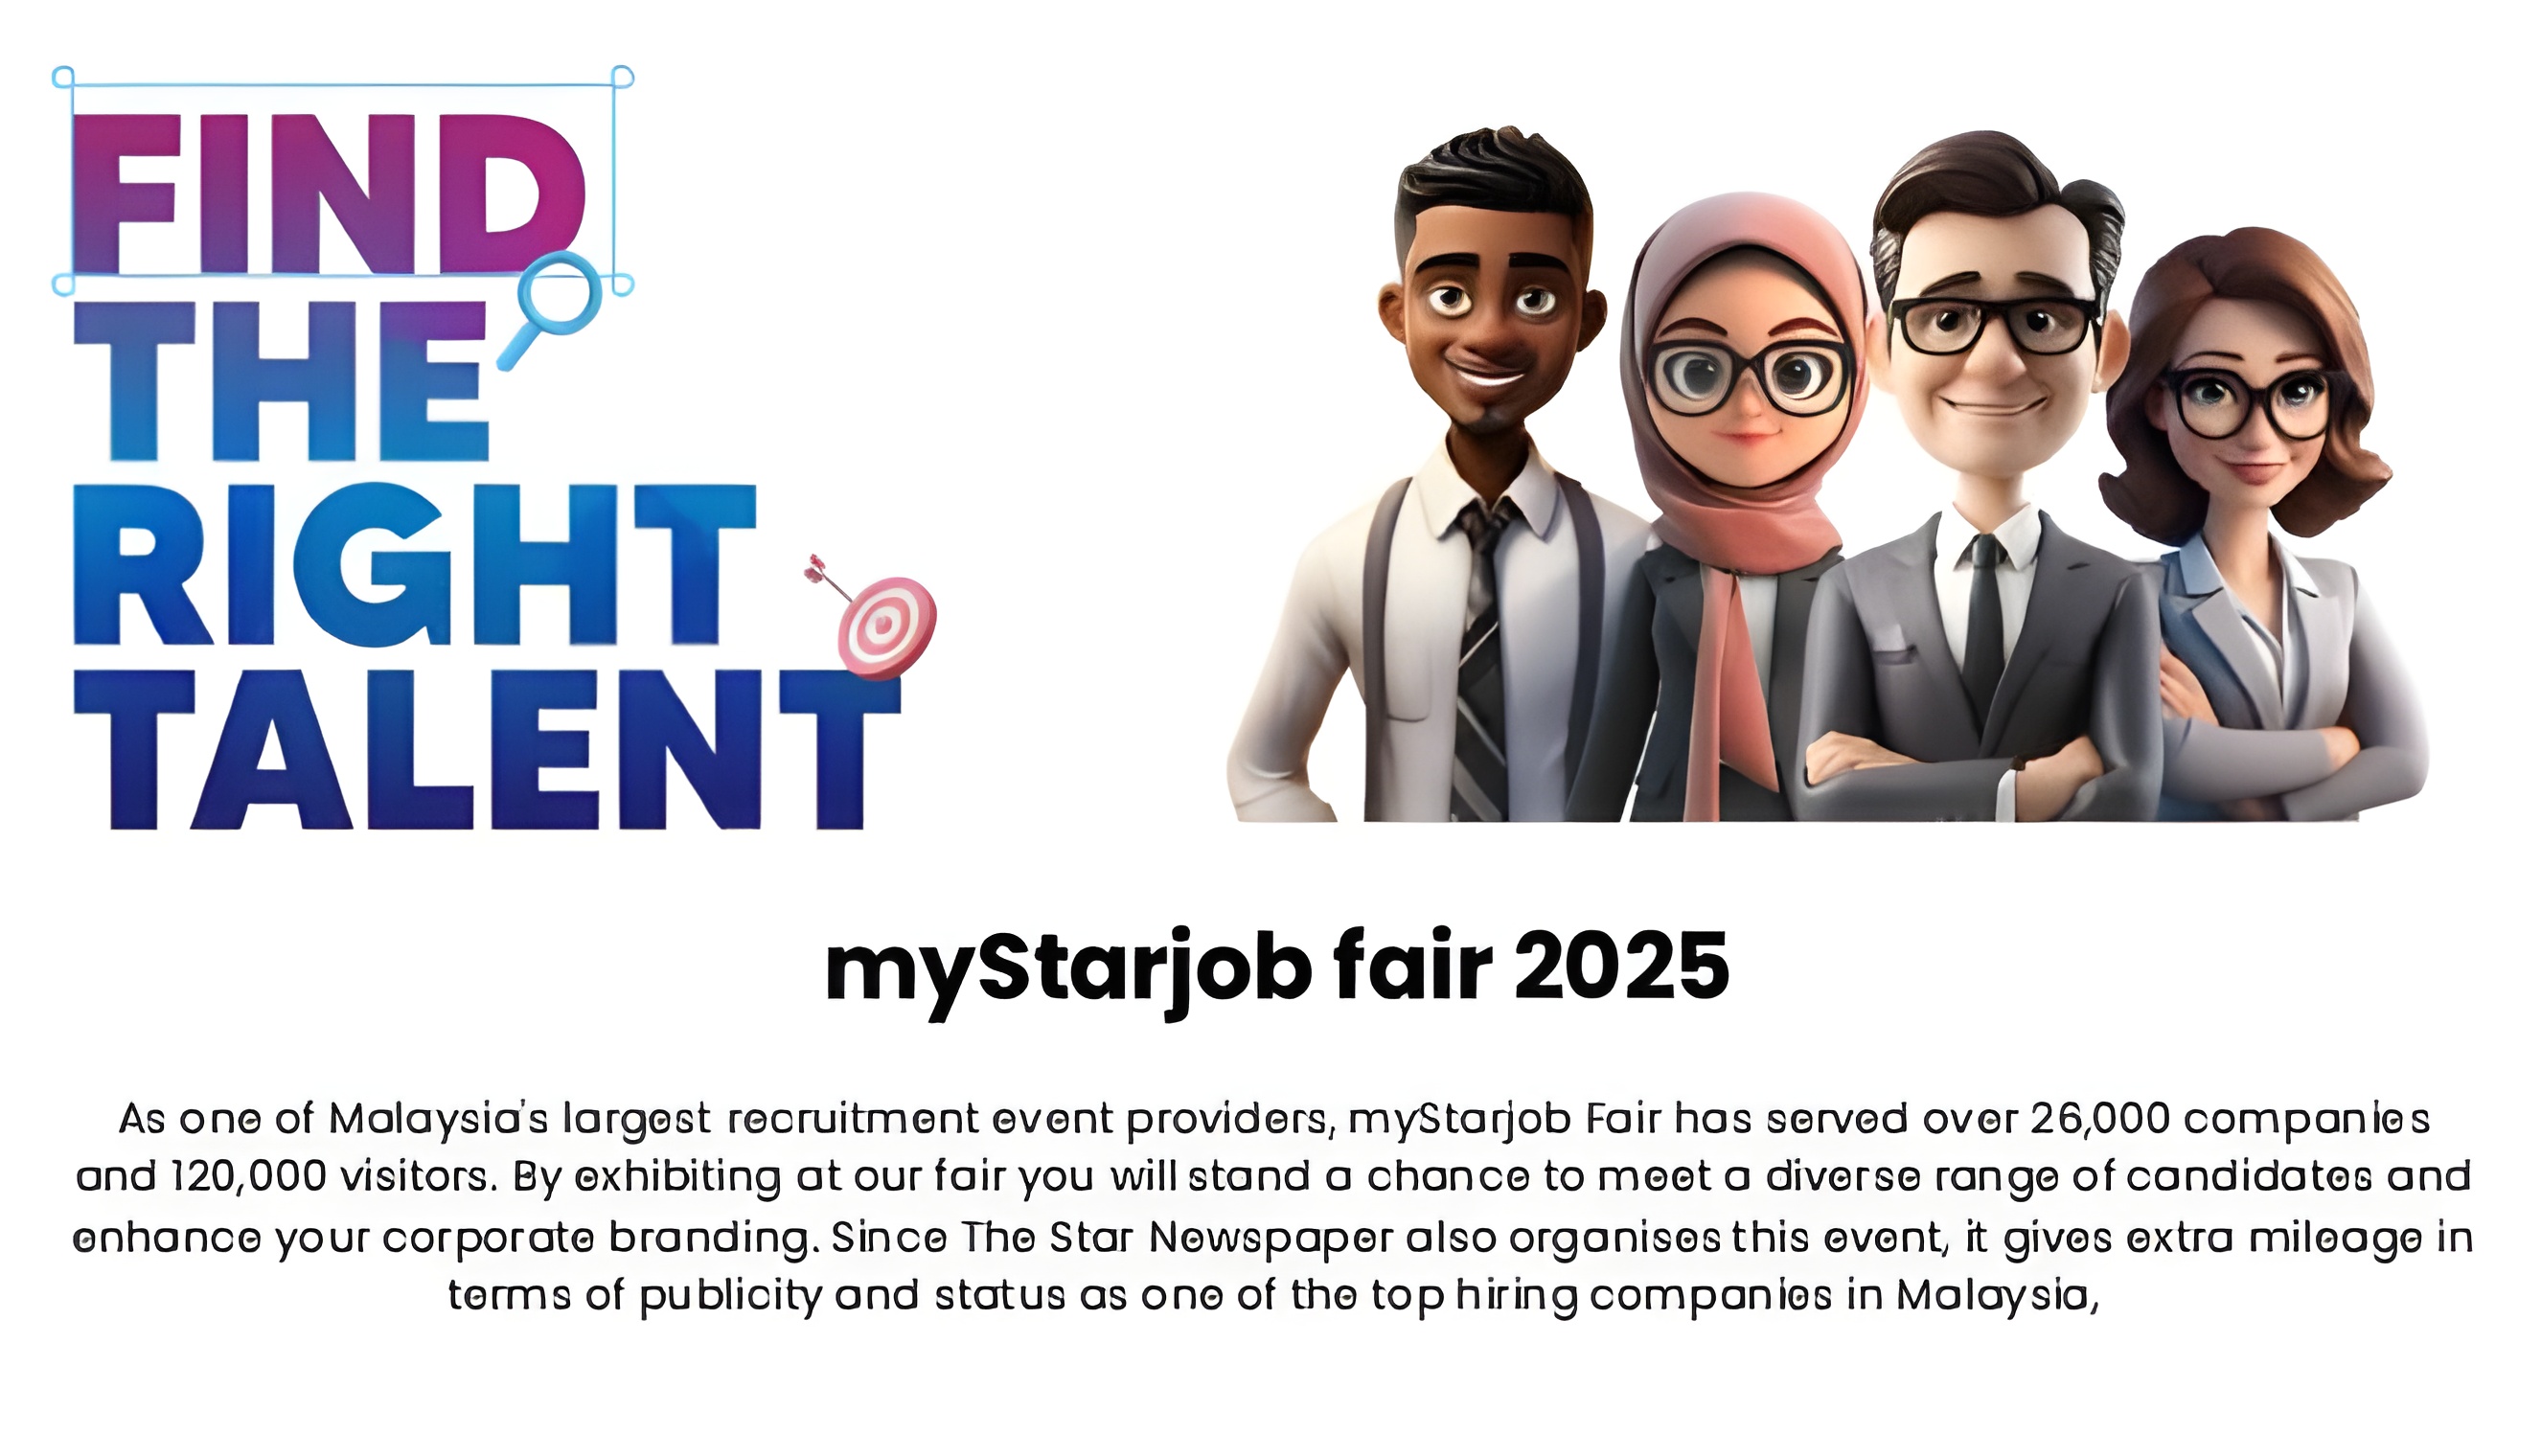 FIND
THE
RIGHT
TALENT
myStarjob fair 2025
As one of Malaysia's largest recruitment event providers, myStarjob Fair has served over 26,000 companies
and 120,000 visitors. By exhibiting at our fair you will stand a chance to meet a diverse range of candidates and
enhance your corporate branding. Since The Star Newspaper also organises this event, it gives extra mileage in
terms of publicity and status as one of the top hiring companies in Malaysia,